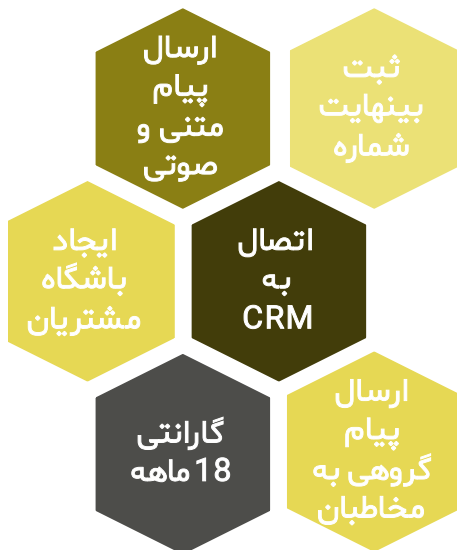 ثبت
بینهایت
شماره
ارسال
پیام
متنی و
صوتی
اتصال
به
CRM
ایجاد
باشگاه
مشتریان
ارسال
پیام
گروهی به
مخاطبان
گارانتی
18 ماهه